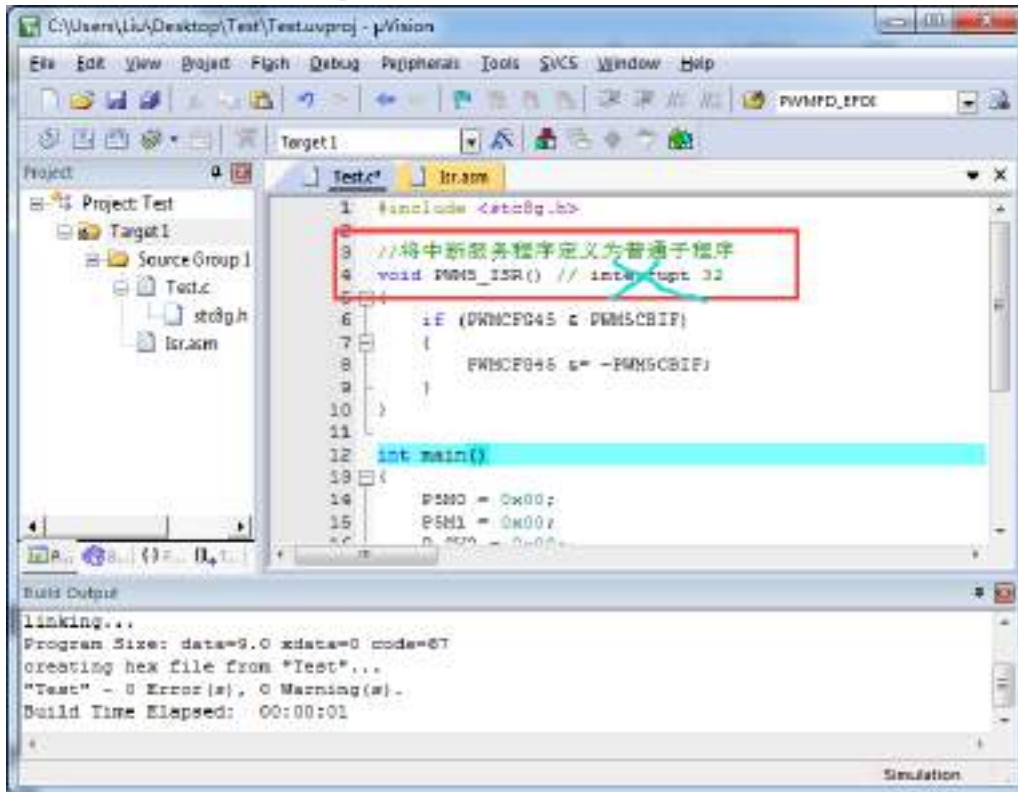 C:\Users\Liu\Desktop\Test\Test.uvproj - µVision
File Edit View Project Flash Debug Peripherals Tools SVCS Window Help
Target 1
Project
Test.c*
Isr.asm
Project: Test
Target 1
Source Group 1
Test.c
stc8g.h
Isr.asm
1 #include <stc8g.h>
2
3 //将中断服务程序定义为普通子程序
4 void PWM5_ISR() // interrupt 32
5 {
6 if (PWMCFG45 & PWM5CBIF)
7 {
8 PWMCFG45 &= ~PWM5CBIF;
9 }
10 }
11
12 int main()
13 {
14 P5M0 = 0x00;
15 P5M1 = 0x00;
Build Output
linking...
Program Size: data=9.0 xdata=0 code=67
creating hex file from "Test"...
"Test" - 0 Error(s), 0 Warning(s).
Build Time Elapsed: 00:00:01
Simulation